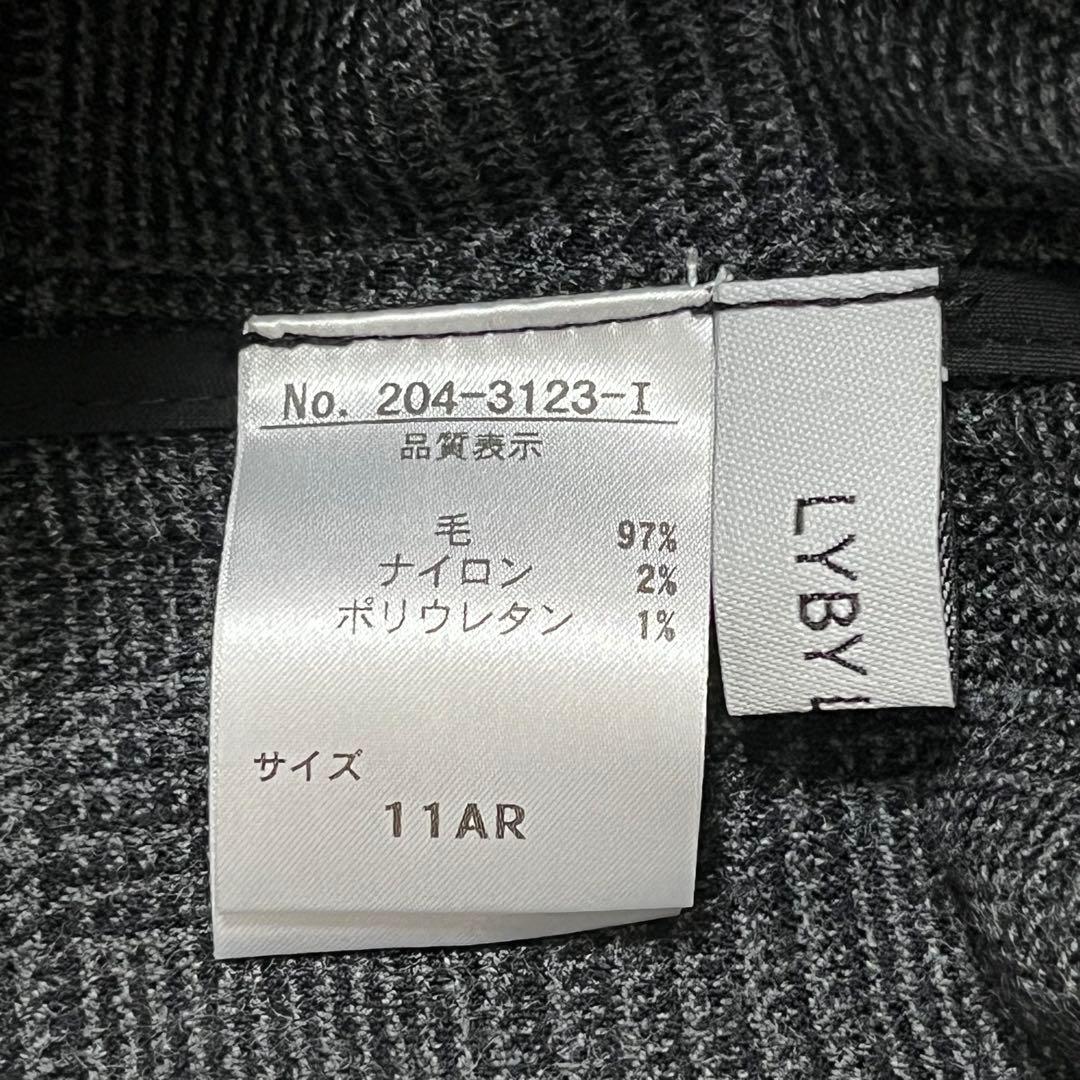 No. 204-3123-I
品質表示
毛 97%
ナイロン 2%
ポリウレタン 1%
サイズ
11AR
LYBY